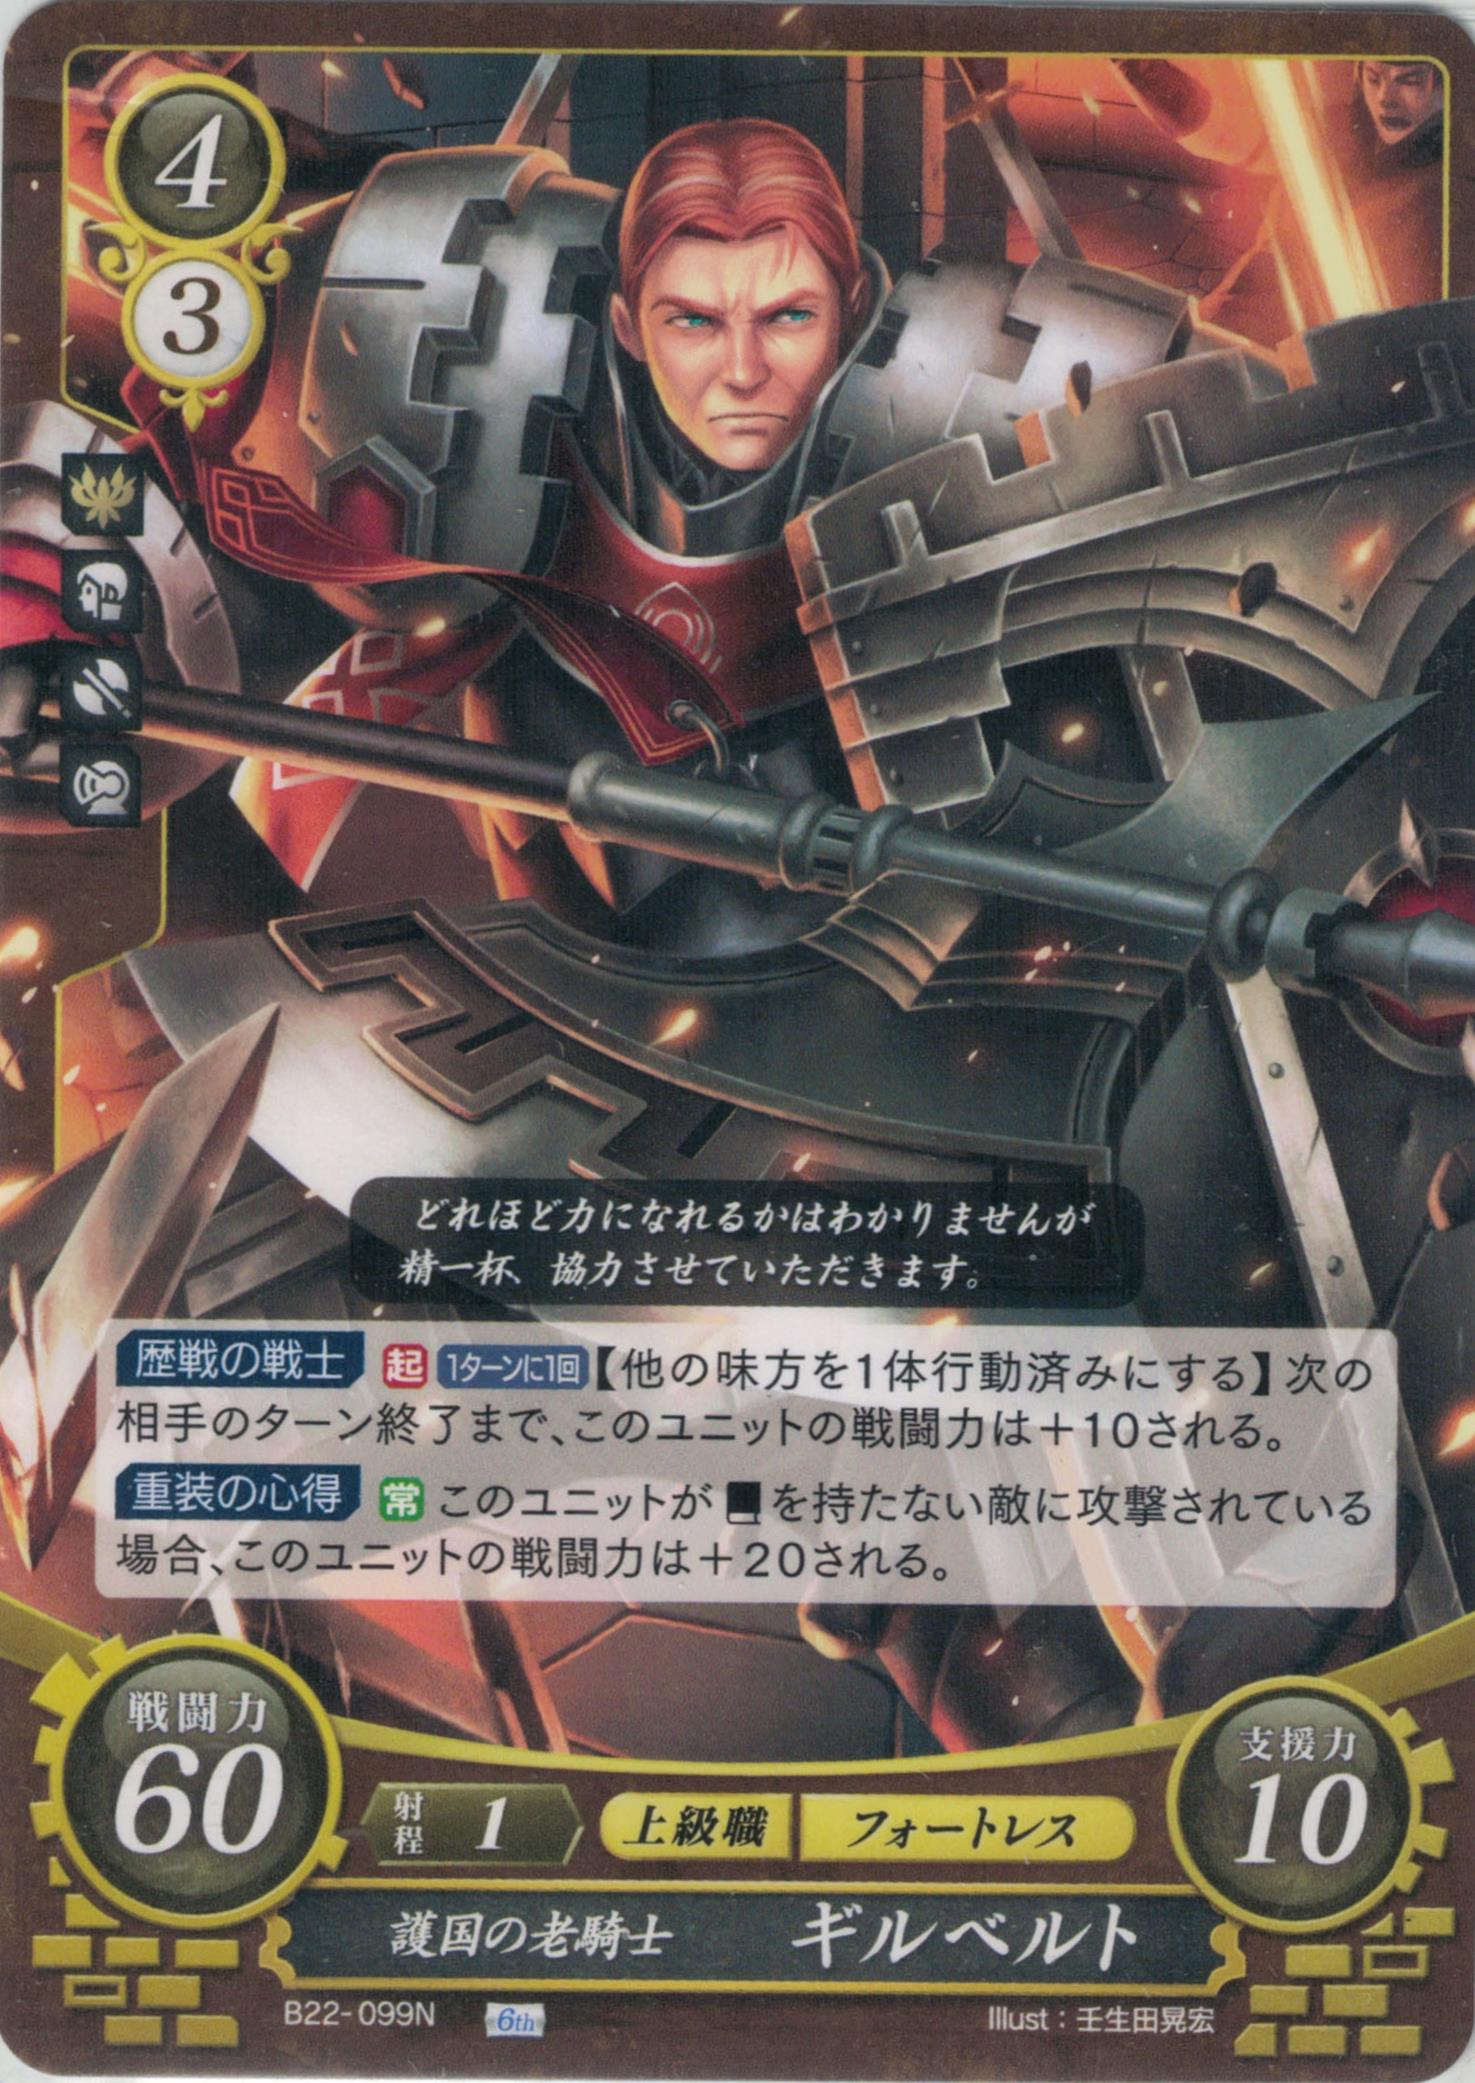 4
3
どれほど力になれるかはわかりませんが
精一杯、協力させていただきます。
歴戦の戦士 起 1ターンに1回【他の味方を1体行動済みにする】次の
相手のターン終了まで、このユニットの戦闘力は＋10される。
重装の心得 常 このユニットが を持たない敵に攻撃されている
場合、このユニットの戦闘力は＋20される。
戦闘力
60
射程 1
上級職 フォートレス
支援力
10
護国の老騎士 ギルベルト
B22-099N 6th Illust：壬生田晃宏